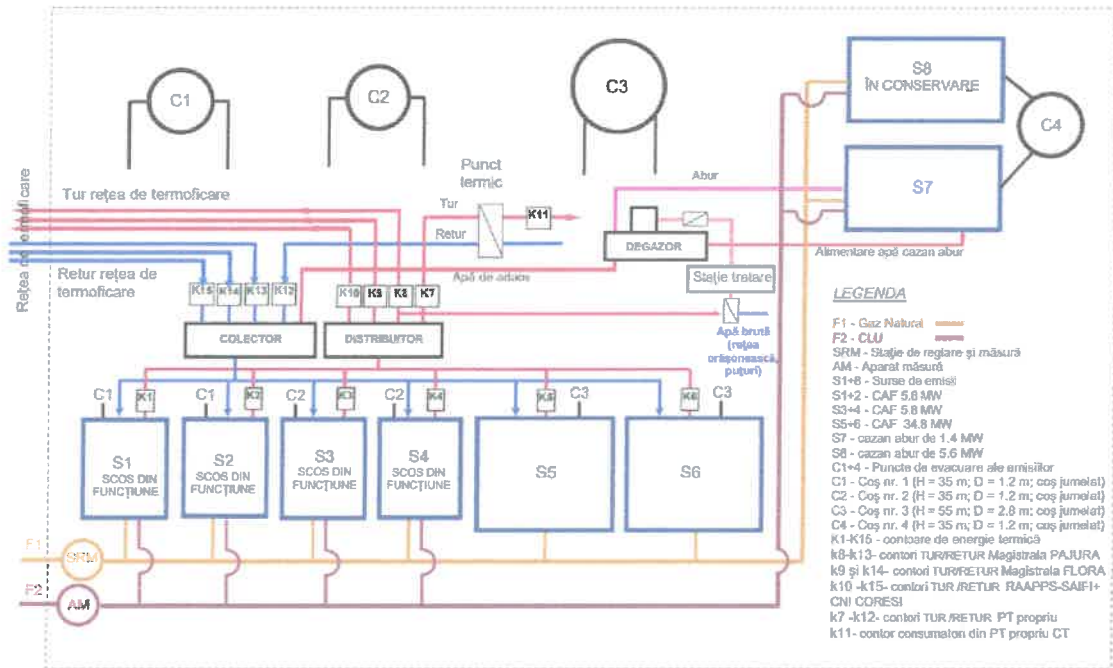 S8
ÎN CONSERVARE
C1
C2
C3
C4
S7
Punct
termic
Abur
Tur rețea de termoficare
Tur
K11
Retur
DEGAZOR
Alimentare apă cazan abur
Rețea de termoficare
Retur rețea de
termoficare
Apă de adaos
Stație tratare
K15
K14
K13
K12
K10
K9
K8
K7
COLECTOR
DISTRIBUITOR
Apă brută
(rețea
orășonească,
puțuri)
C1
K1
C1
K2
C2
K3
C2
K4
K5
C3
K6
C3
S1
SCOS DIN
FUNCȚIUNE
S2
SCOS DIN
FUNCȚIUNE
S3
SCOS DIN
FUNCȚIUNE
S4
SCOS DIN
FUNCȚIUNE
S5
S6
F1
SRM
F2
AM
LEGENDA
F1 - Gaz Natural
F2 - CLU
SRM - Stație de reglare și măsură
AM - Aparat măsură
S1÷8 - Surse de emisii
S1÷2 - CAF 5.8 MW
S3÷4 - CAF 5.8 MW
S5÷6 - CAF 34.8 MW
S7 - cazan abur de 1.4 MW
S8 - cazan abur de 5.6 MW
C1÷4 - Puncte de evacuare ale emisiilor
C1 - Coș nr. 1 (H = 35 m; D = 1.2 m; coș jumelat)
C2 - Coș nr. 2 (H = 35 m; D = 1.2 m; coș jumelat)
C3 - Coș nr. 3 (H = 55 m; D = 2.8 m; coș jumelat)
C4 - Coș nr. 4 (H = 35 m; D = 1.2 m; coș jumelat)
K1-K15 - contoare de energie termică
k8-k13- contori TUR/RETUR Magistrala PAJURA
k9 și k14- contori TUR/RETUR Magistrala FLORA
k10 -k15- contori TUR /RETUR RAAPPS-SAIFI+
CNI CORESI
k7 -k12- contori TUR /RETUR PT propriu
k11- contor consumatori din PT propriu CT